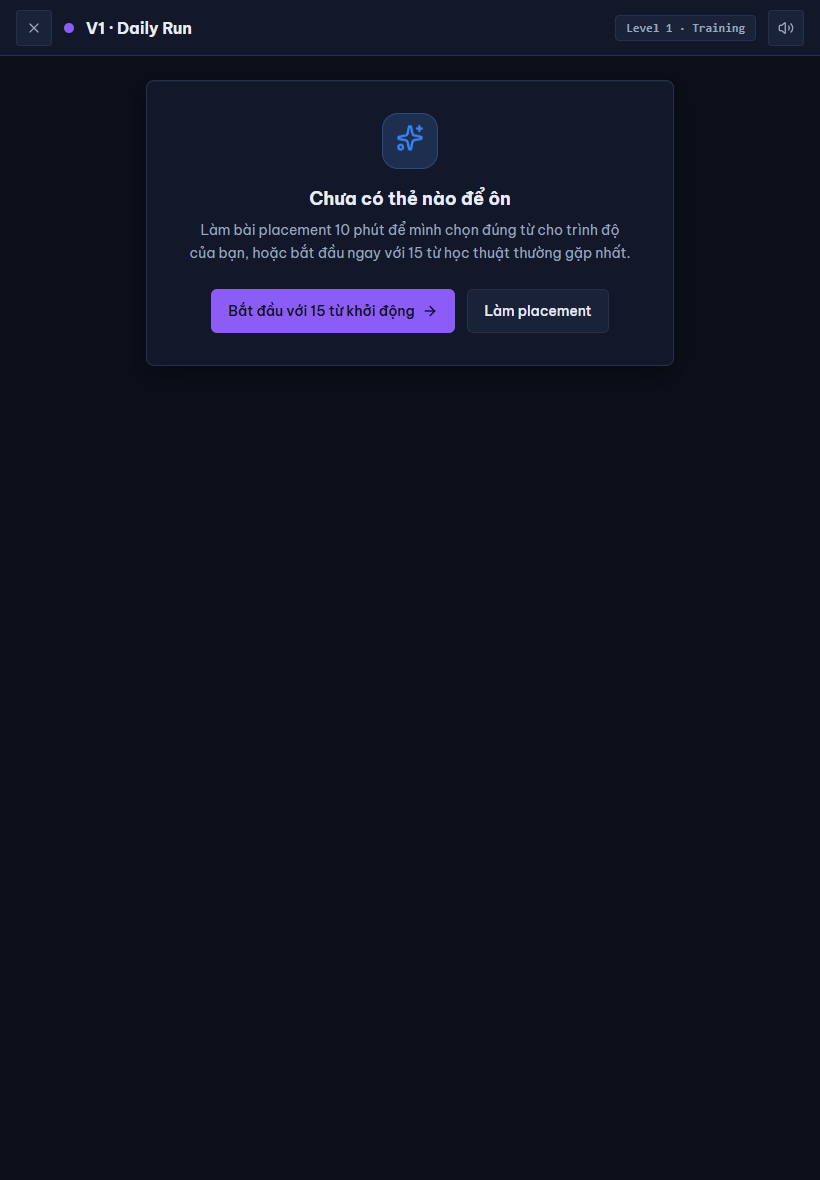 V1 · Daily Run
Level 1 · Training
Chưa có thẻ nào để ôn
Làm bài placement 10 phút để mình chọn đúng từ cho trình độ
của bạn, hoặc bắt đầu ngay với 15 từ học thuật thường gặp nhất.
Bắt đầu với 15 từ khởi động →
Làm placement